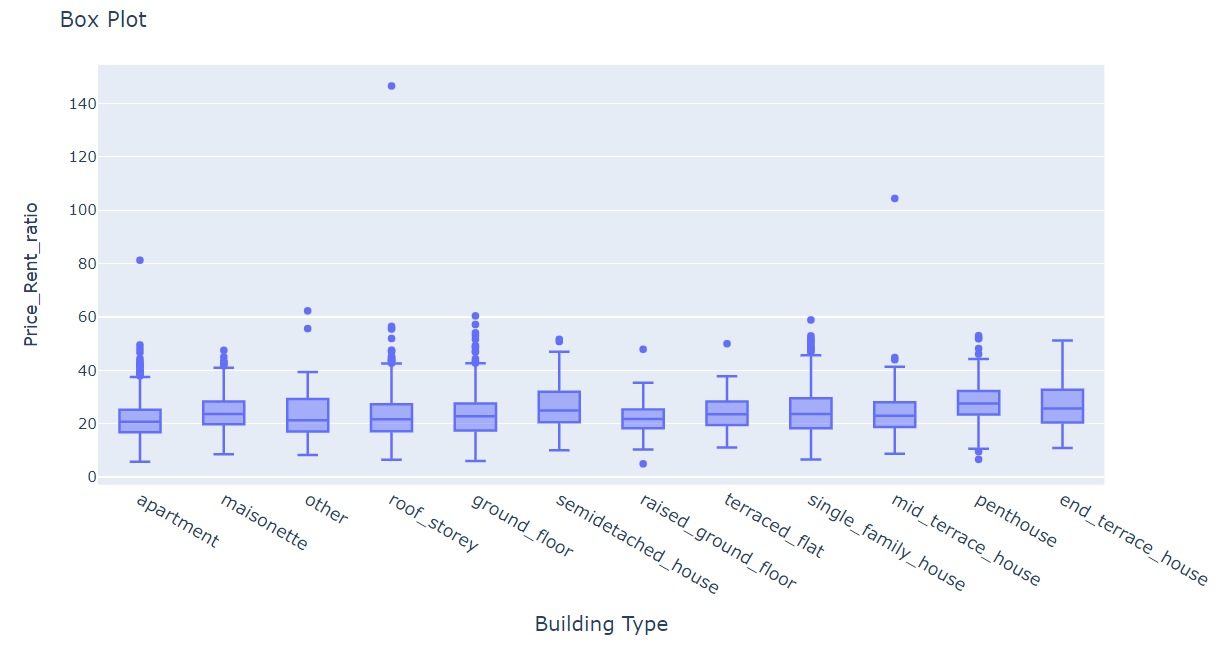 Box Plot
Price_Rent_ratio
140
120
100
80
60
40
20
0
apartment
maisonette
other
roof_storey
ground_floor
semidetached_house
raised_ground_floor
terraced_flat
single_family_house
mid_terrace_house
penthouse
end_terrace_house
Building Type